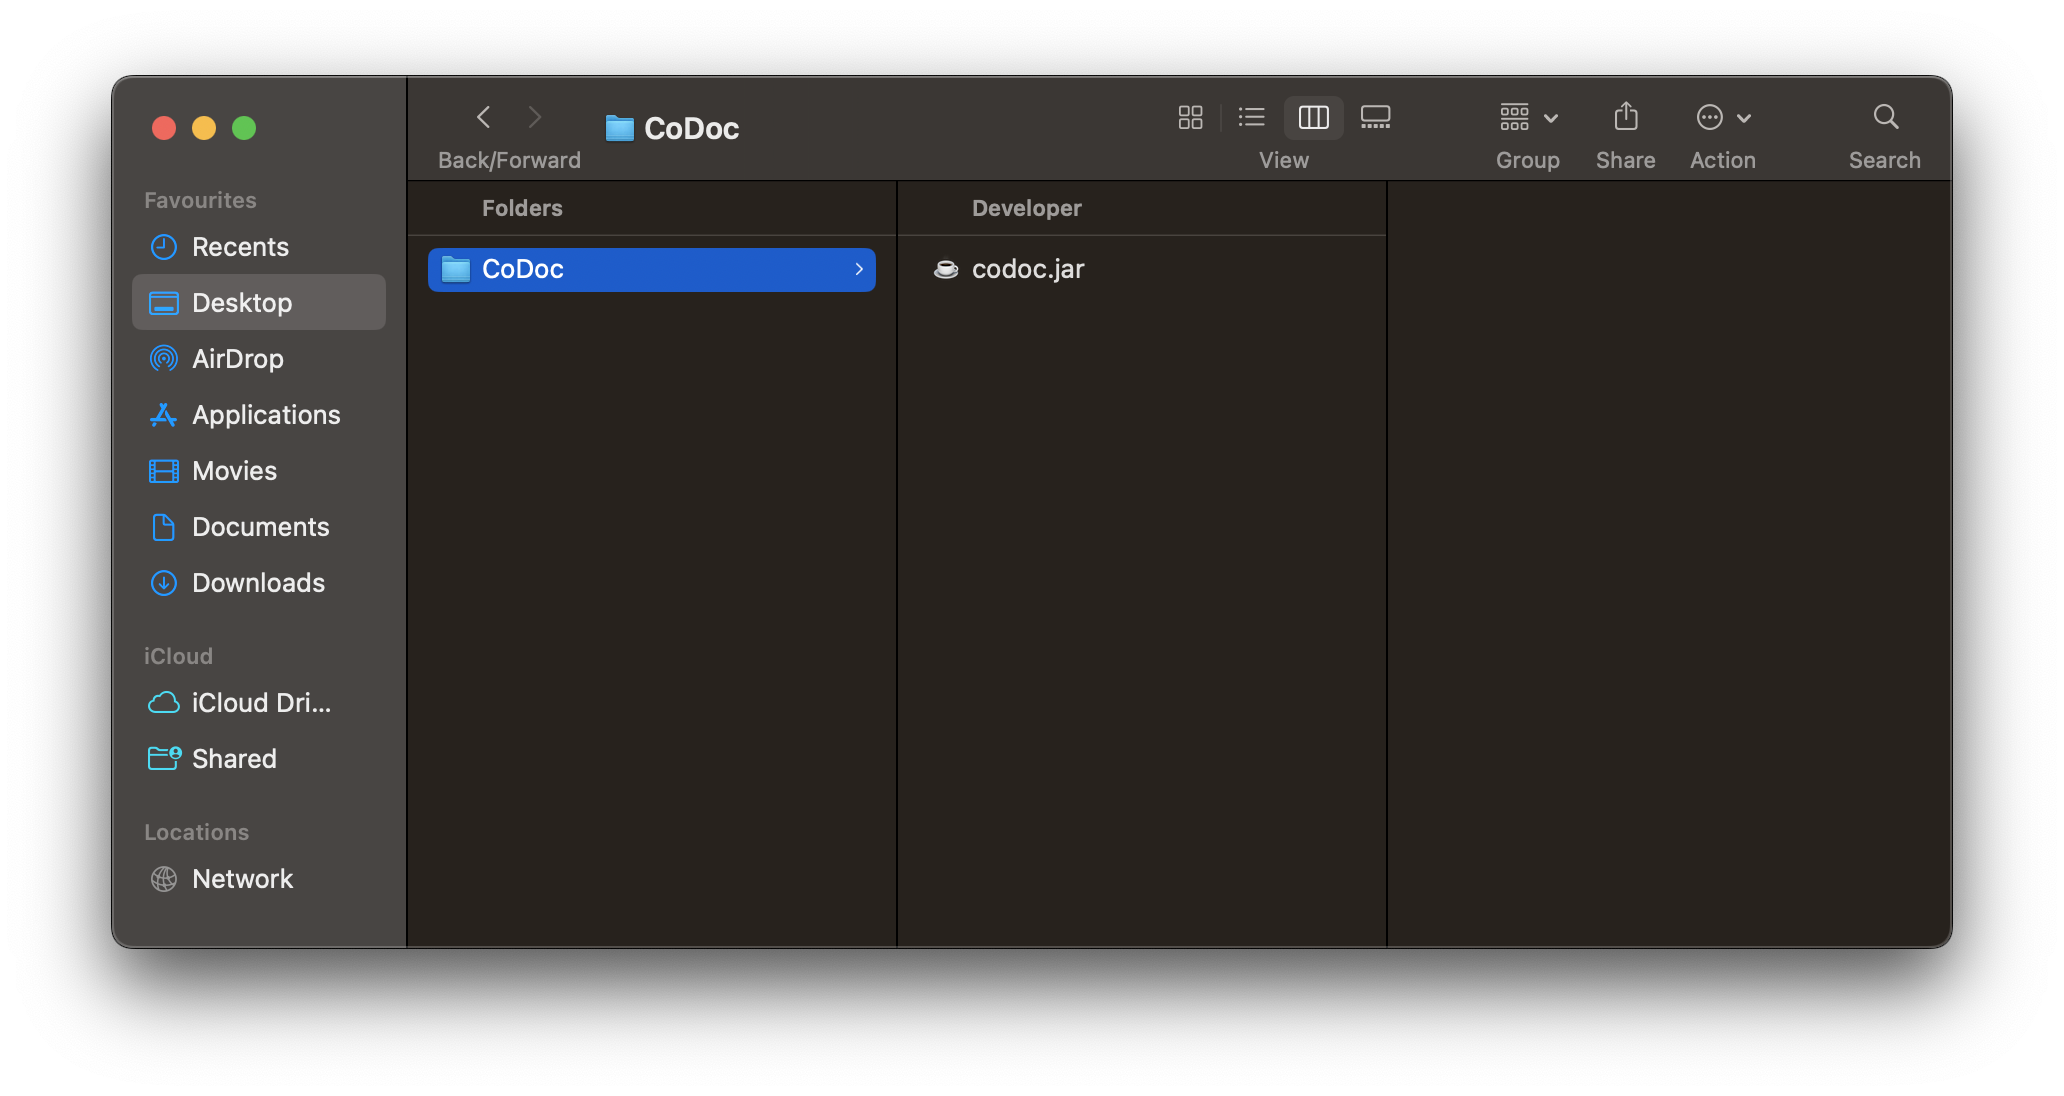 CoDoc
Back/Forward
View
Group
Share
Action
Search
Favourites
Recents
Desktop
AirDrop
Applications
Movies
Documents
Downloads
iCloud
iCloud Dri...
Shared
Locations
Network
Folders
CoDoc
Developer
codoc.jar